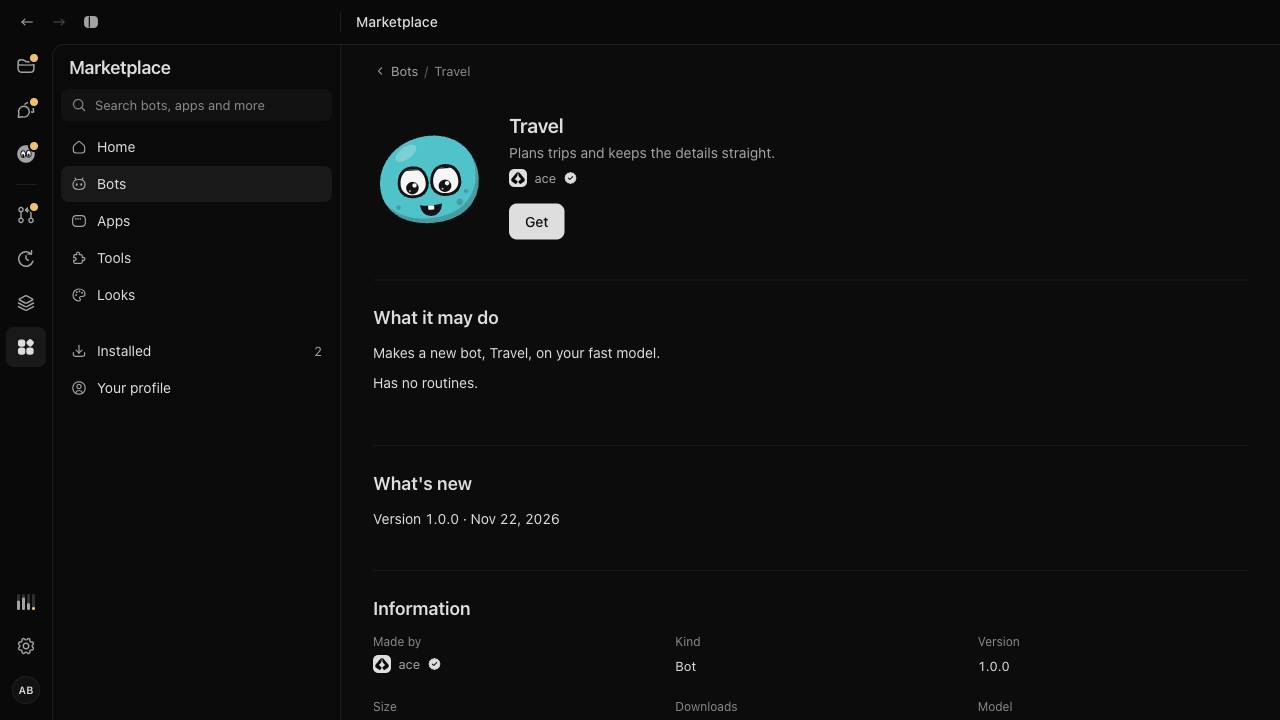 Marketplace
Marketplace
Search bots, apps and more
Home
Bots
Apps
Tools
Looks
Installed 2
Your profile
AB
Bots / Travel
Travel
Plans trips and keeps the details straight.
ace
Get
What it may do
Makes a new bot, Travel, on your fast model.
Has no routines.
What's new
Version 1.0.0 · Nov 22, 2026
Information
Made by Kind Version
ace Bot 1.0.0
Size Downloads Model